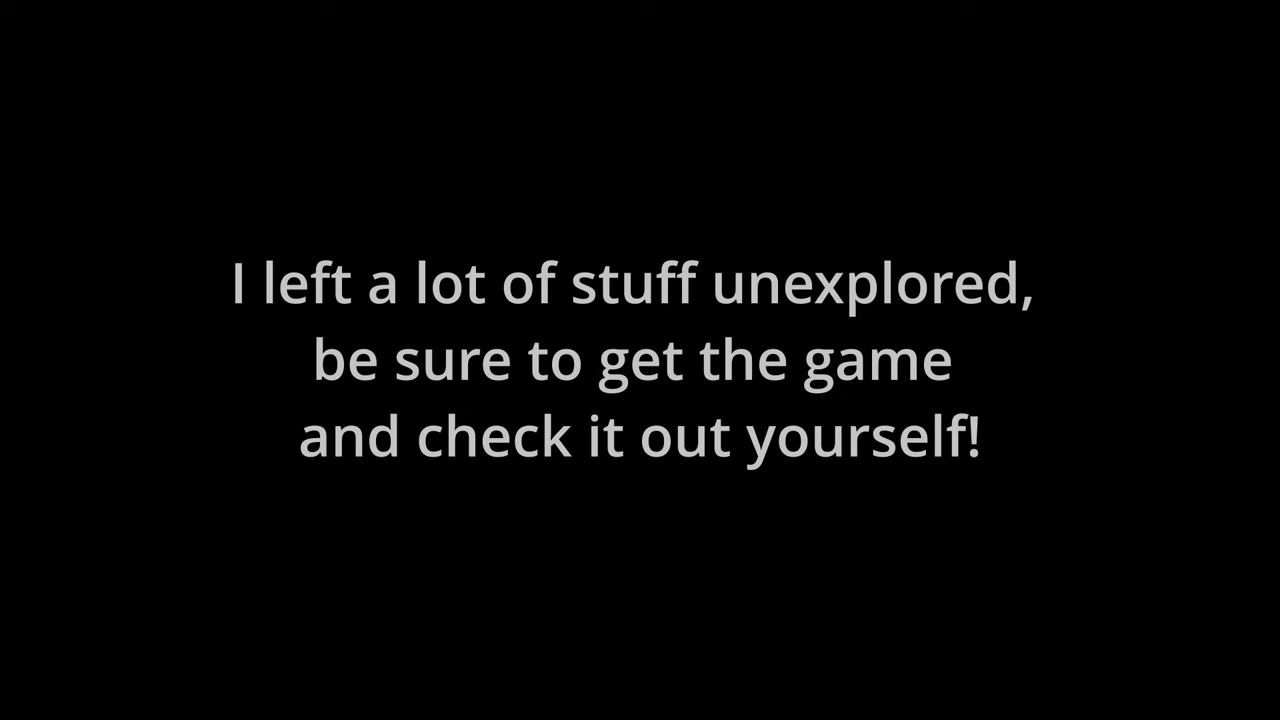 I left a lot of stuff unexplored,
be sure to get the game
and check it out yourself!